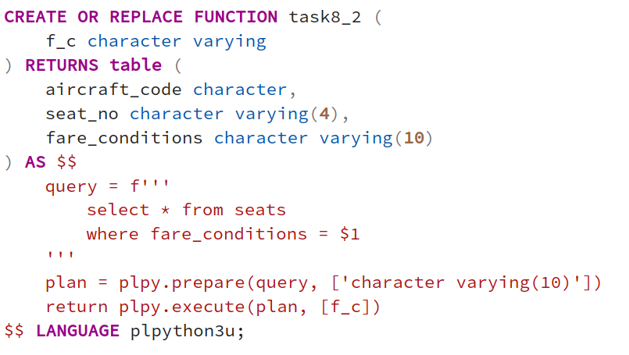 CREATE OR REPLACE FUNCTION task8_2 (
    f_c character varying
) RETURNS table (
    aircraft_code character,
    seat_no character varying(4),
    fare_conditions character varying(10)
) AS $$
    query = f'''
        select * from seats
        where fare_conditions = $1
    '''
    plan = plpy.prepare(query, ['character varying(10)'])
    return plpy.execute(plan, [f_c])
$$ LANGUAGE plpython3u;